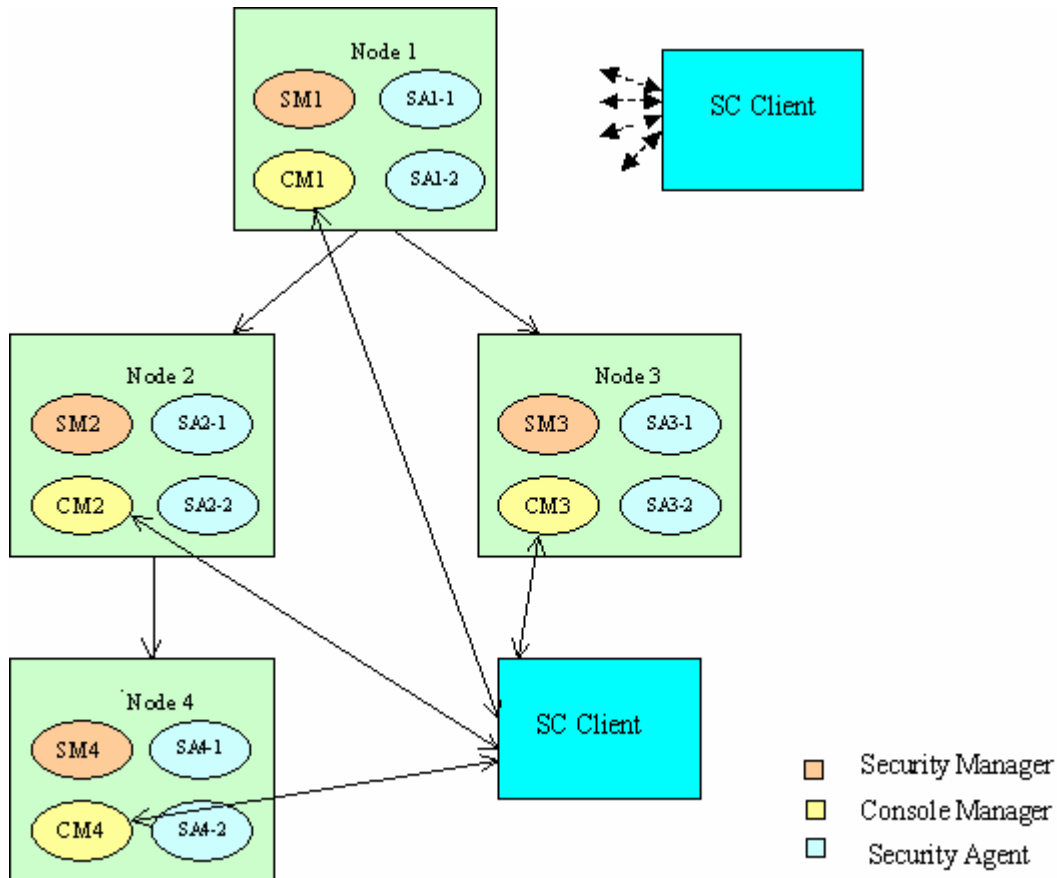 Node 1
SM1
SA1-1
CM1
SA1-2
SC Client
Node 2
SM2
SA2-1
CM2
SA2-2
Node 3
SM3
SA3-1
CM3
SA3-2
Node 4
SM4
SA4-1
CM4
SA4-2
SC Client
Security Manager
Console Manager
Security Agent